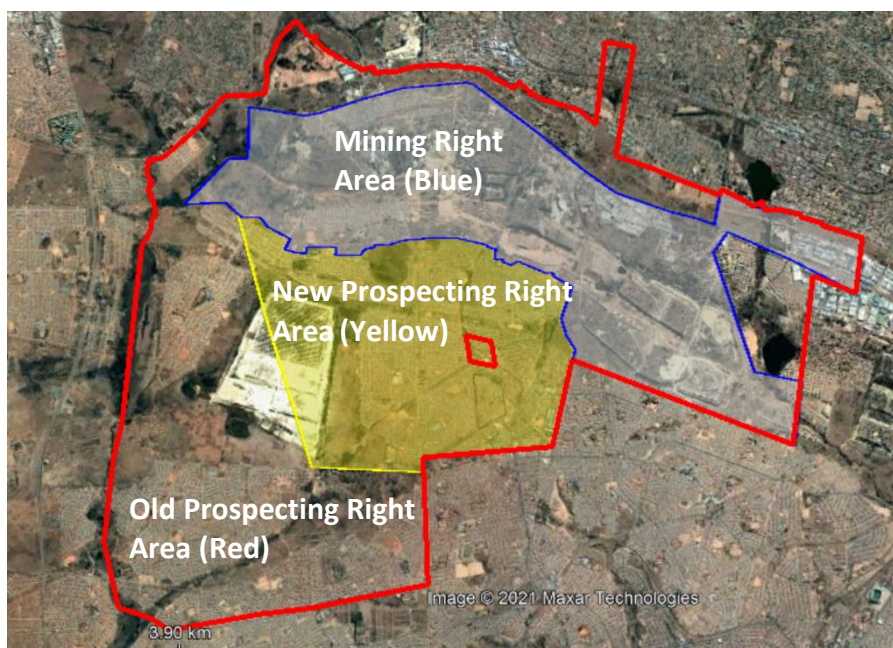 Mining Right
Area (Blue)
New Prospecting Right
Area (Yellow)
Old Prospecting Right
Area (Red)
Image © 2021 Maxar Technologies
3.90 km